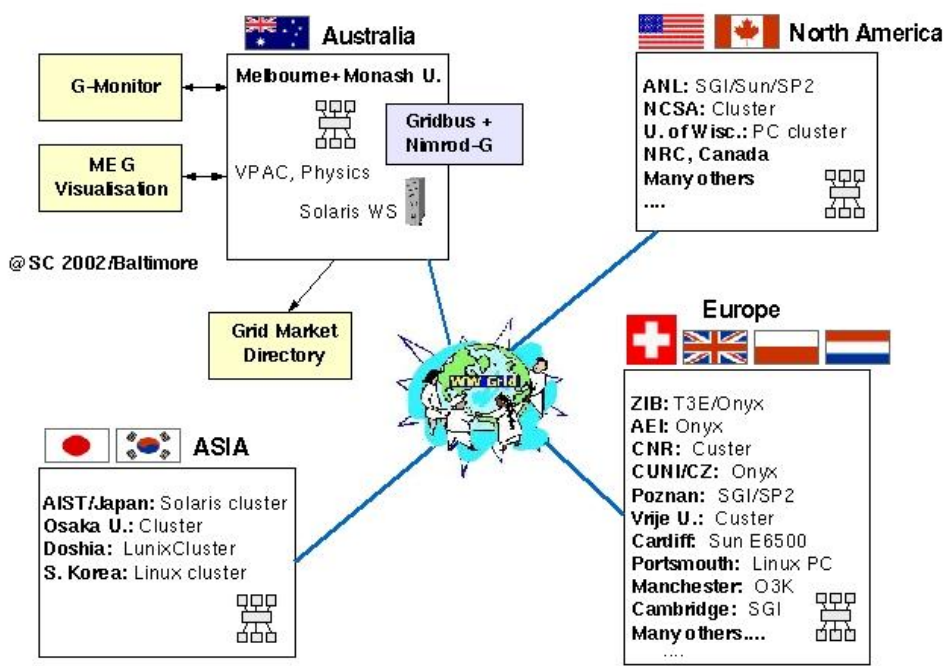 Australia
G-Monitor
Melbourne+Monash U.
Gridbus +
Nimrod-G
MEG
Visualisation
VPAC, Physics
Solaris WS
@SC 2002/Baltimore
Grid Market
Directory
North America
ANL: SGI/Sun/SP2
NCSA: Cluster
U. of Wisc.: PC cluster
NRC, Canada
Many others
....
WW Grid
ASIA
AIST/Japan: Solaris cluster
Osaka U.: Cluster
Doshia: LunixCluster
S. Korea: Linux cluster
Europe
ZIB: T3E/Onyx
AEI: Onyx
CNR: Custer
CUNI/CZ: Onyx
Poznan: SGI/SP2
Vrije U.: Custer
Cardiff: Sun E6500
Portsmouth: Linux PC
Manchester: O3K
Cambridge: SGI
Many others....
....